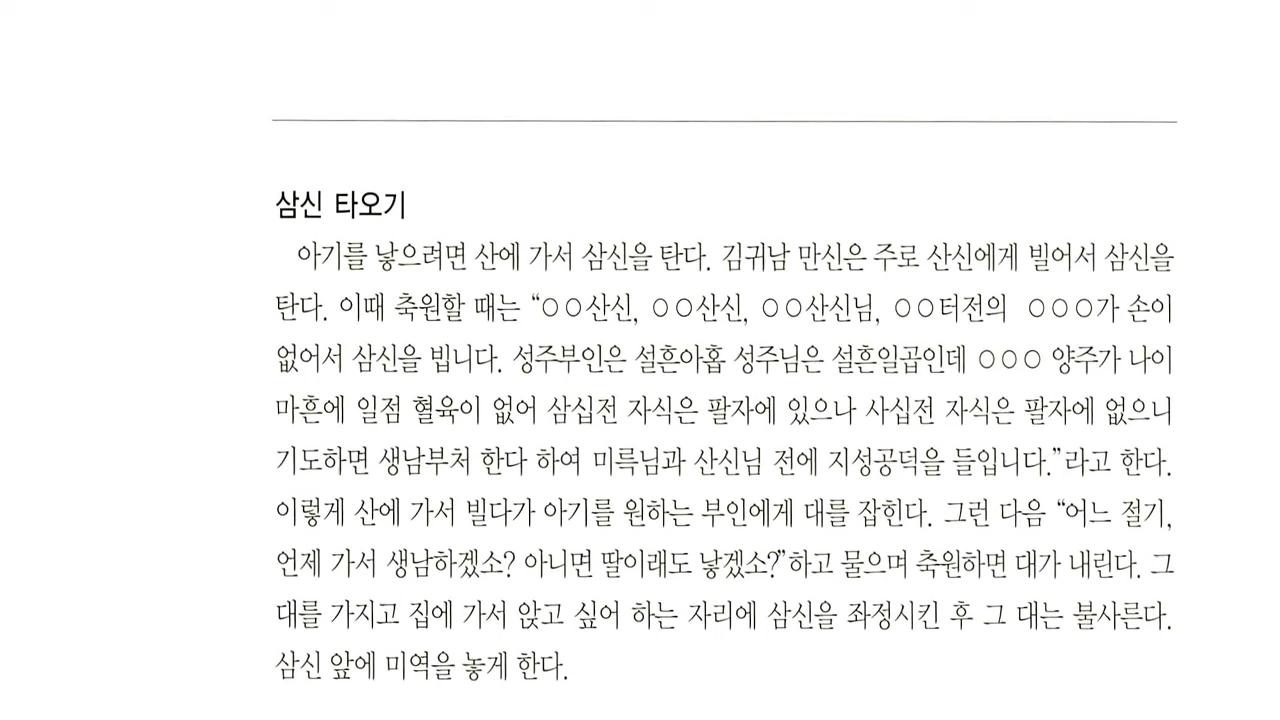 삼신 타오기
아기를 낳으려면 산에 가서 삼신을 탄다. 김귀남 만신은 주로 산신에게 빌어서 삼신을
탄다. 이때 축원할 때는 “○○산신, ○○산신, ○○산신님, ○○터전의 ○○○가 손이
없어서 삼신을 빕니다. 성주부인은 설흔아홉 성주님은 설흔일곱인데 ○○○ 양주가 나이
마흔에 일점 혈육이 없어 삼십전 자식은 팔자에 있으나 사십전 자식은 팔자에 없으니
기도하면 생남부처 한다 하여 미륵님과 산신님 전에 지성공덕을 들입니다.”라고 한다.
이렇게 산에 가서 빌다가 아기를 원하는 부인에게 대를 잡힌다. 그런 다음 “어느 절기,
언제 가서 생남하겠소? 아니면 딸이래도 낳겠소?”하고 물으며 축원하면 대가 내린다. 그
대를 가지고 집에 가서 앉고 싶어 하는 자리에 삼신을 좌정시킨 후 그 대는 불사른다.
삼신 앞에 미역을 놓게 한다.